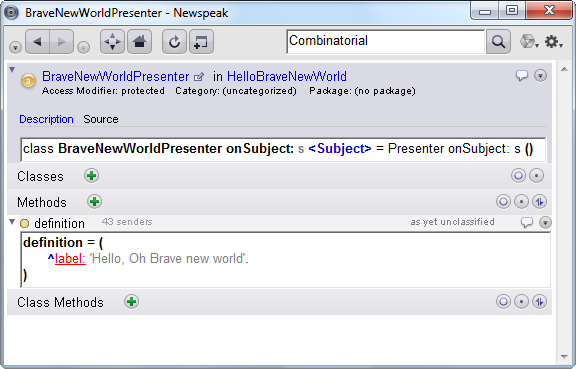 BraveNewWorldPresenter - Newspeak
Combinatorial
3 BraveNewWorldPresenter in HelloBraveNewWorld
Access Modifier: protected Category: (uncategorized) Package: (no package)
Description Source
class BraveNewWorldPresenter onSubject: s <Subject> = Presenter onSubject: s ()
Classes
Methods
definition 43 senders as yet unclassified
definition = (
^label: 'Hello, Oh Brave new world'.
)
Class Methods